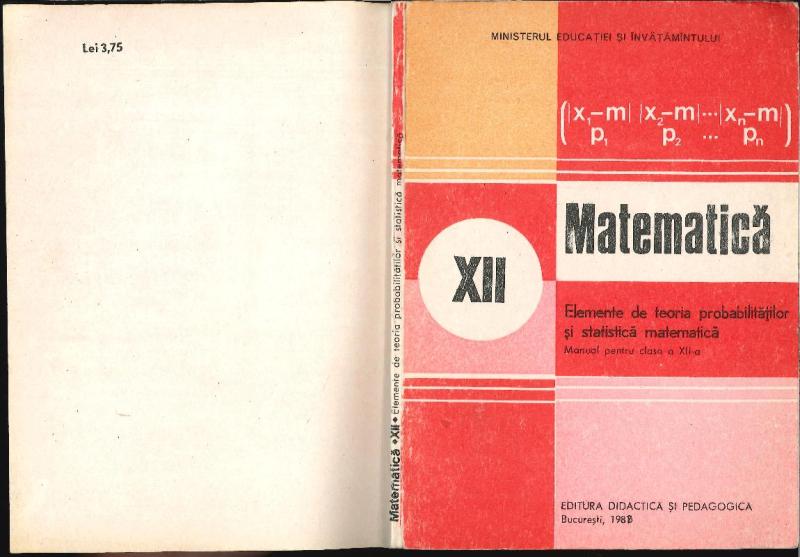 Lei 3,75
Matematică • XII • Elemente de teoria probabilităților și statistică matematică
MINISTERUL EDUCAȚIEI ȘI ÎNVĂȚĂMÎNTULUI
(|x₁-m| |x₂-m| ... |xₙ-m|)
p₁ p₂ ... pₙ
Matematică
XII
Elemente de teoria probabilităților
și statistică matematică
Manual pentru clasa a XII-a
EDITURA DIDACTICĂ ȘI PEDAGOGICĂ
București,